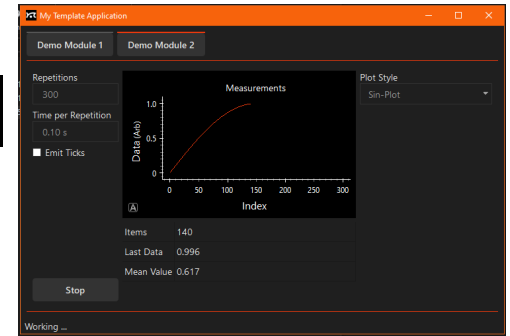 My Template Application
Demo Module 1
Demo Module 2
Repetitions
300
Time per Repetition
0.10 s
Emit Ticks
Measurements
Data (Arb)
1.0
0.5
0
0 50 100 150 200 250 300
Index
A
Plot Style
Sin-Plot
Items 140
Last Data 0.996
Mean Value 0.617
Stop
Working ...